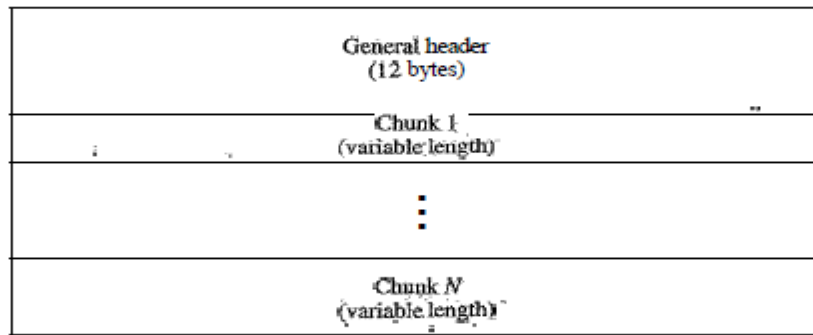 General header
(12 bytes)
Chunk 1
(variable length)
⋮
Chunk N
(variable length)